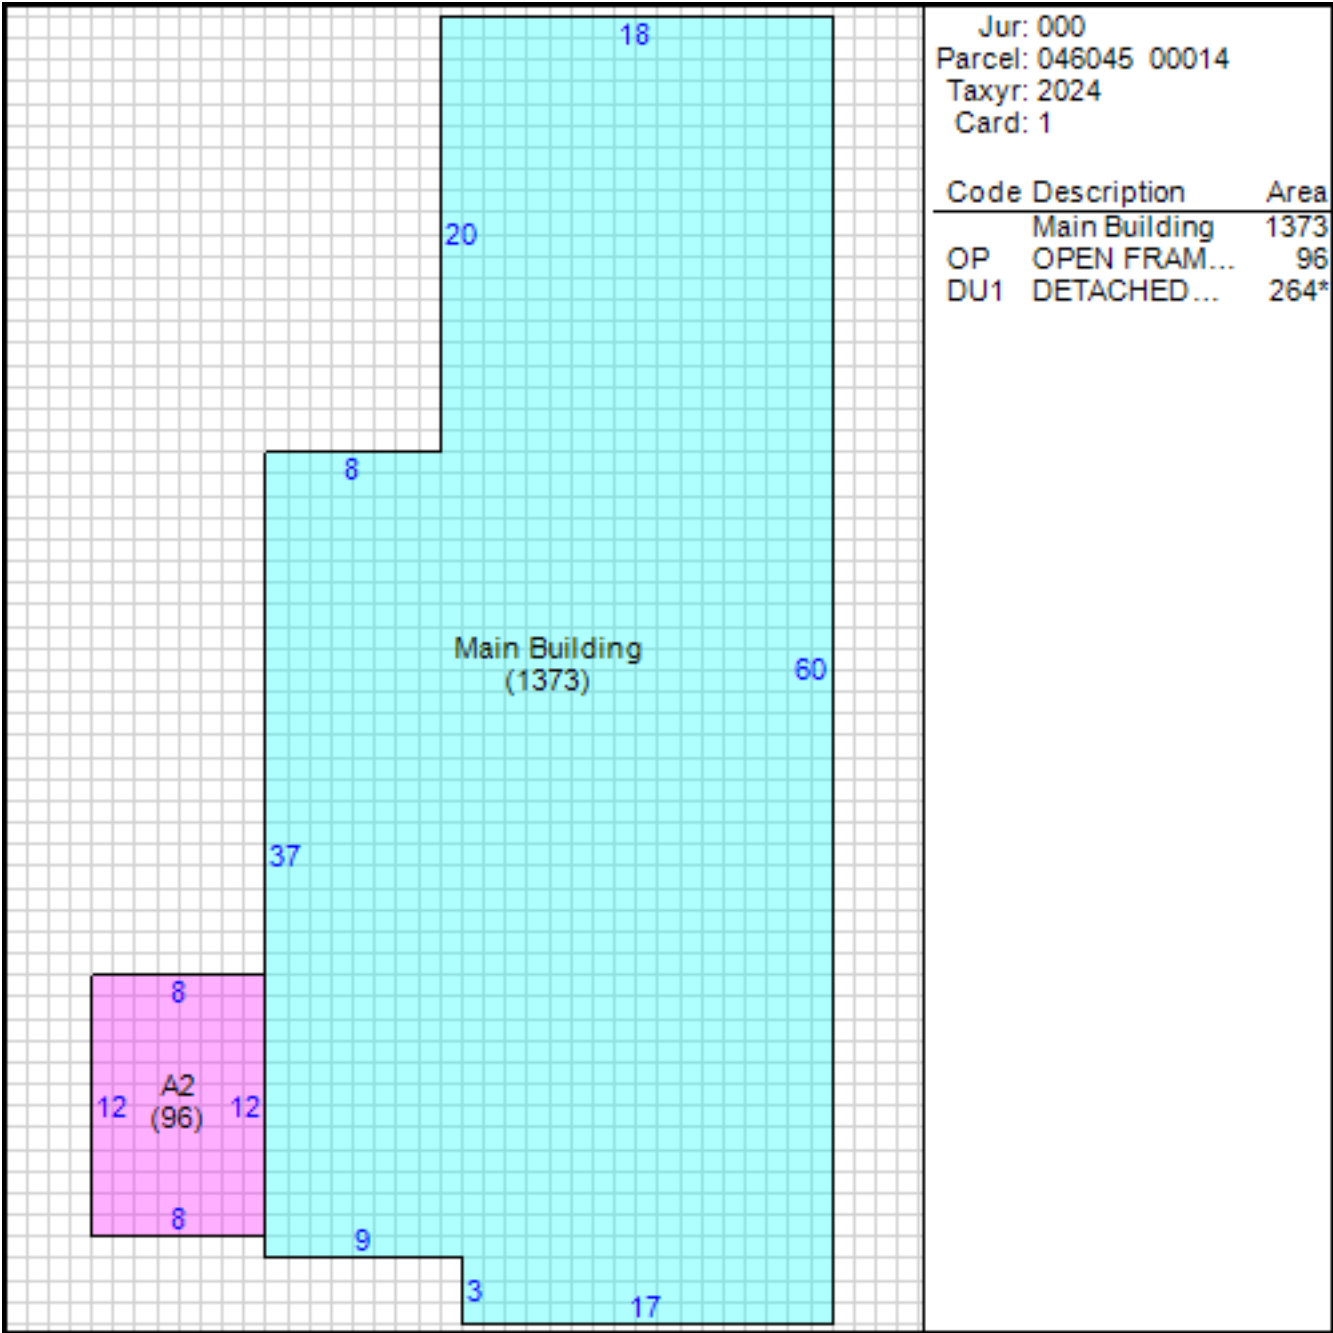 18
20
8
Main Building
(1373)
60
37
8
A2
(96)
12
12
8
9
3
17
Jur: 000
Parcel: 046045 00014
Taxyr: 2024
Card: 1
Code Description Area
Main Building 1373
OP OPEN FRAM... 96
DU1 DETACHED... 264*